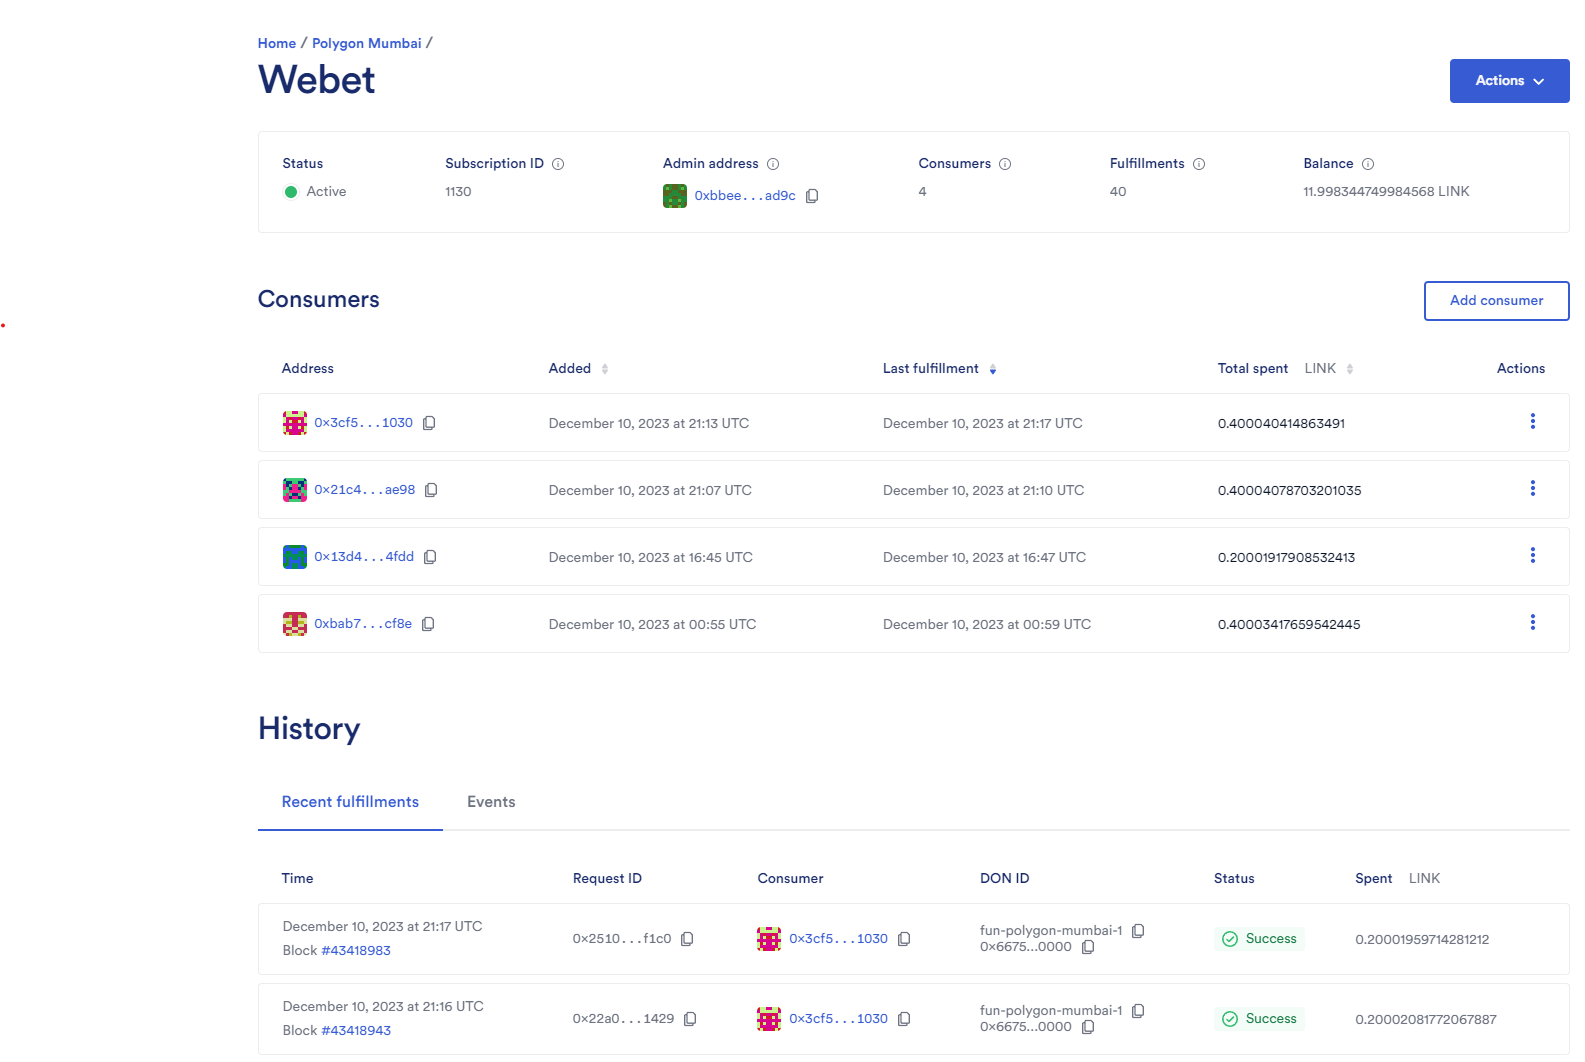 Home / Polygon Mumbai /
Webet
Actions
Status Subscription ID Admin address Consumers Fulfillments Balance
Active 1130 0xbbee...ad9c 4 40 11.998344749984568 LINK
Consumers
Add consumer
Address Added Last fulfillment Total spent LINK Actions
0x3cf5...1030 December 10, 2023 at 21:13 UTC December 10, 2023 at 21:17 UTC 0.400040414863491
0x21c4...ae98 December 10, 2023 at 21:07 UTC December 10, 2023 at 21:10 UTC 0.40004078703201035
0x13d4...4fdd December 10, 2023 at 16:45 UTC December 10, 2023 at 16:47 UTC 0.20001917908532413
0xbab7...cf8e December 10, 2023 at 00:55 UTC December 10, 2023 at 00:59 UTC 0.40003417659542445
History
Recent fulfillments Events
Time Request ID Consumer DON ID Status Spent LINK
December 10, 2023 at 21:17 UTC
Block #43418983
0x2510...f1c0 0x3cf5...1030
fun-polygon-mumbai-1
0x6675...0000
Success 0.20001959714281212
December 10, 2023 at 21:16 UTC
Block #43418943
0x22a0...1429 0x3cf5...1030
fun-polygon-mumbai-1
0x6675...0000
Success 0.20002081772067887